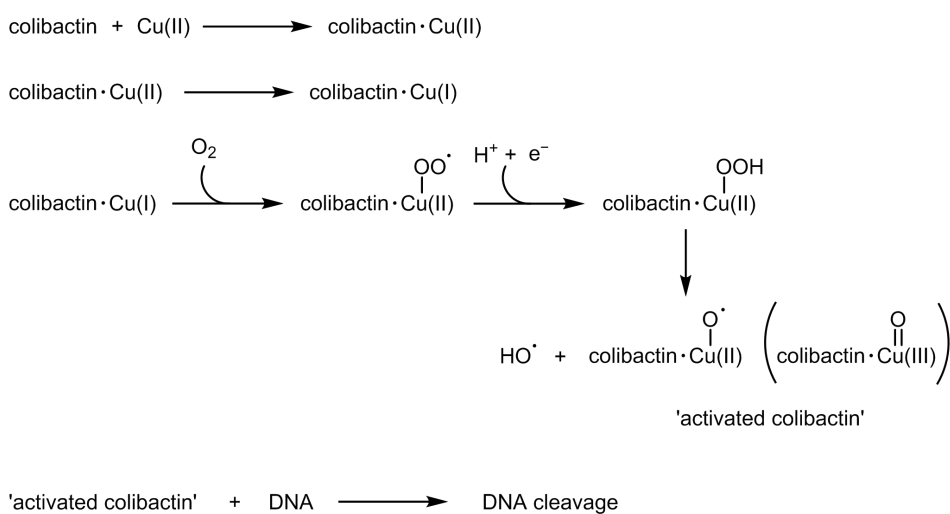 colibactin + Cu(II) colibactin·Cu(II)
colibactin·Cu(II) colibactin·Cu(I)
O₂ H⁺ + e⁻
OO· OOH
colibactin·Cu(I) colibactin·Cu(II) colibactin·Cu(II)
O· O
HO· + colibactin·Cu(II) (colibactin·Cu(III))
'activated colibactin'
'activated colibactin' + DNA DNA cleavage